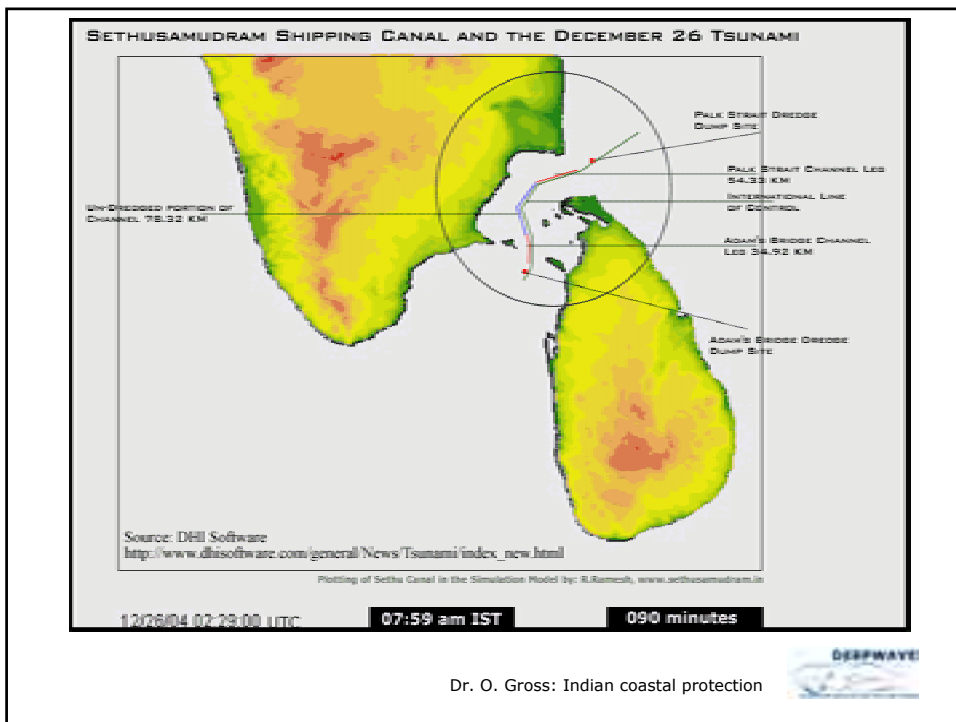 Sethusamudram Shipping Canal and the December 26 Tsunami
Palk Strait Dredge
Dump Site
Palk Strait Channel Leg
54.33 KM
International Line
of Control
Un-Dredged portion of
Channel 78.32 KM
Adam's Bridge Channel
Leg 34.92 KM
Adam's Bridge Dredge
Dump Site
Source: DHI Software
http://www.dhisoftware.com/general/News/Tsunami/index_new.html
Plotting of Sethu Canal in the Simulation Model by: R.Ramesh, www.sethusamudram.in
12/26/04 02:29:00 UTC
07:59 am IST
090 minutes
DEEPWAVE
Dr. O. Gross: Indian coastal protection